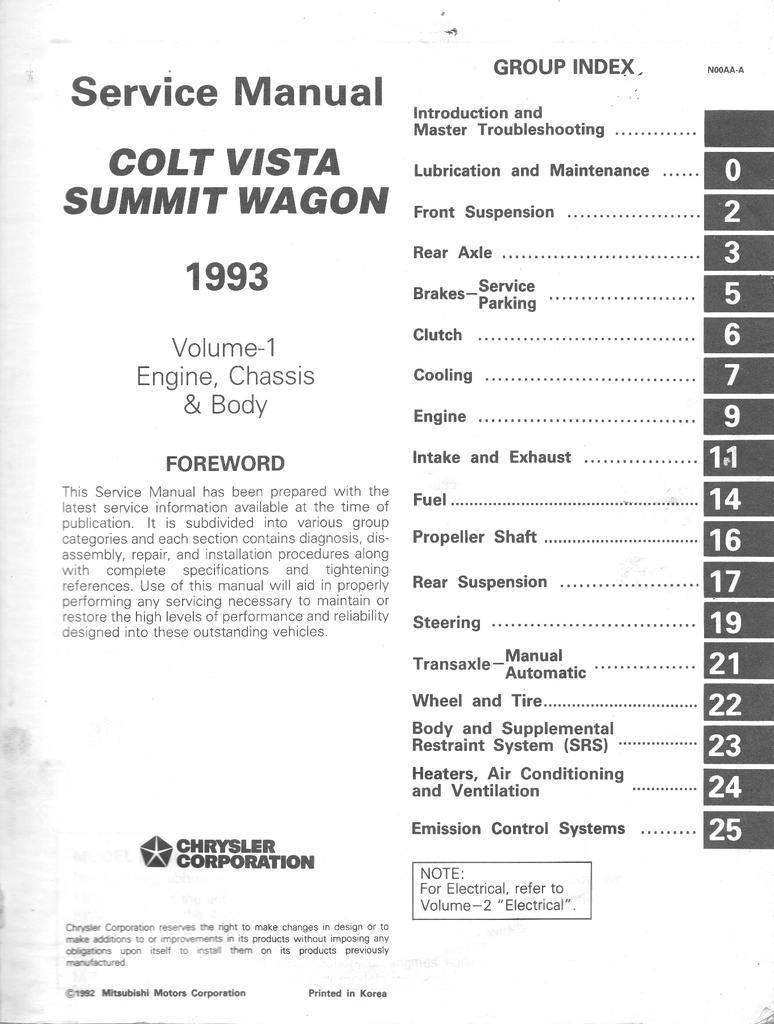 Service Manual
COLT VISTA
SUMMIT WAGON
1993
Volume-1
Engine, Chassis
& Body
FOREWORD
This Service Manual has been prepared with the
latest service information available at the time of
publication. It is subdivided into various group
categories and each section contains diagnosis, dis-
assembly, repair, and installation procedures along
with complete specifications and tightening
references. Use of this manual will aid in properly
performing any servicing necessary to maintain or
restore the high levels of performance and reliability
designed into these outstanding vehicles.
CHRYSLER
CORPORATION
Chrysler Corporation reserves the right to make changes in design or to
make additions to or improvements in its products without imposing any
obligations upon itself to install them on its products previously
manufactured.
©1992 Mitsubishi Motors Corporation Printed in Korea
GROUP INDEX
N00AA-A
Introduction and
Master Troubleshooting .............
Lubrication and Maintenance ...... 0
Front Suspension ...................... 2
Rear Axle ................................ 3
Brakes—Service
Parking ........................ 5
Clutch .................................... 6
Cooling ................................... 7
Engine .................................... 9
Intake and Exhaust .................. 11
Fuel ........................................ 14
Propeller Shaft ........................ 16
Rear Suspension ...................... 17
Steering .................................. 19
Transaxle—Manual
Automatic ................ 21
Wheel and Tire........................ 22
Body and Supplemental
Restraint System (SRS) ................. 23
Heaters, Air Conditioning
and Ventilation .............. 24
Emission Control Systems ......... 25
NOTE:
For Electrical, refer to
Volume—2 "Electrical".